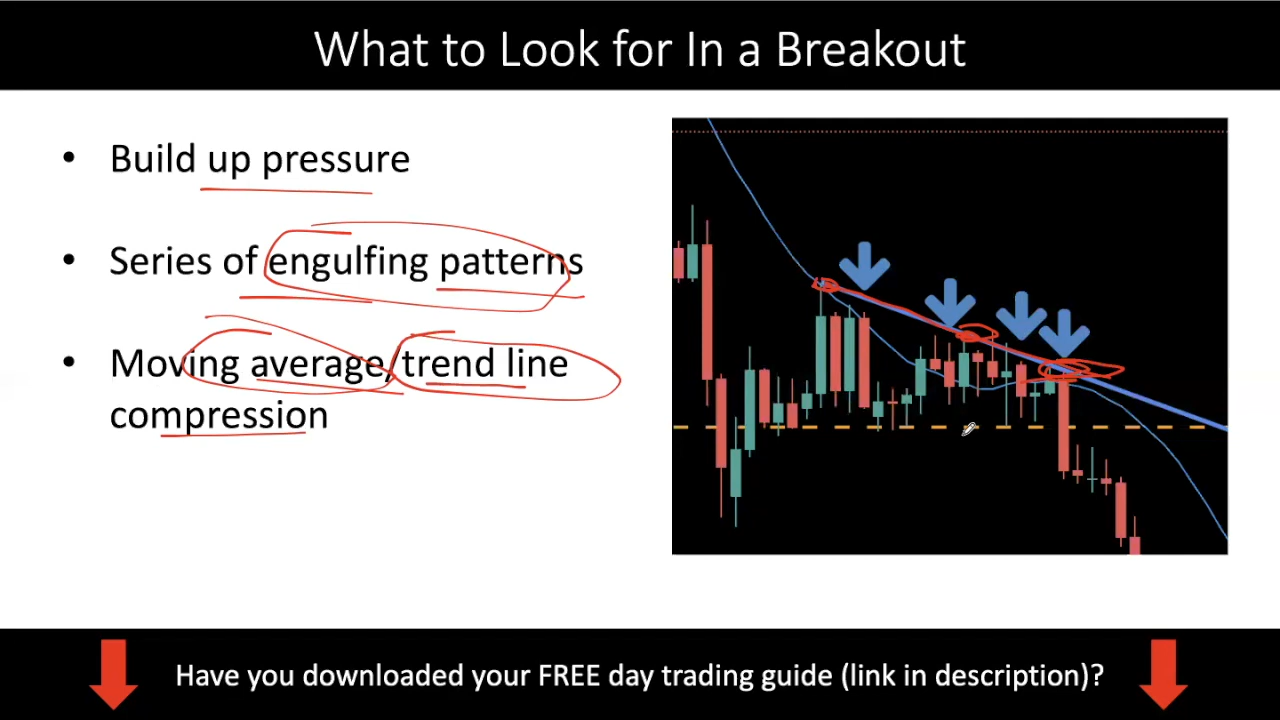 What to Look for In a Breakout
• Build up pressure
• Series of engulfing patterns
• Moving average/trend line
compression
Have you downloaded your FREE day trading guide (link in description)?